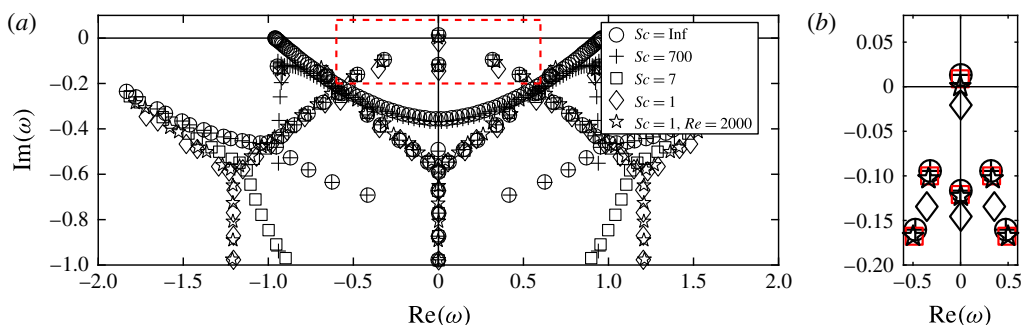 (a)
0
−0.2
−0.4
−0.6
−0.8
−1.0
Im(ω)
−2.0 −1.5 −1.0 −0.5 0 0.5 1.0 1.5 2.0
Re(ω)
Sc = Inf
Sc = 700
Sc = 7
Sc = 1
Sc = 1, Re = 2000
(b)
0.05
0
−0.05
−0.10
−0.15
−0.20
−0.5 0 0.5
Re(ω)